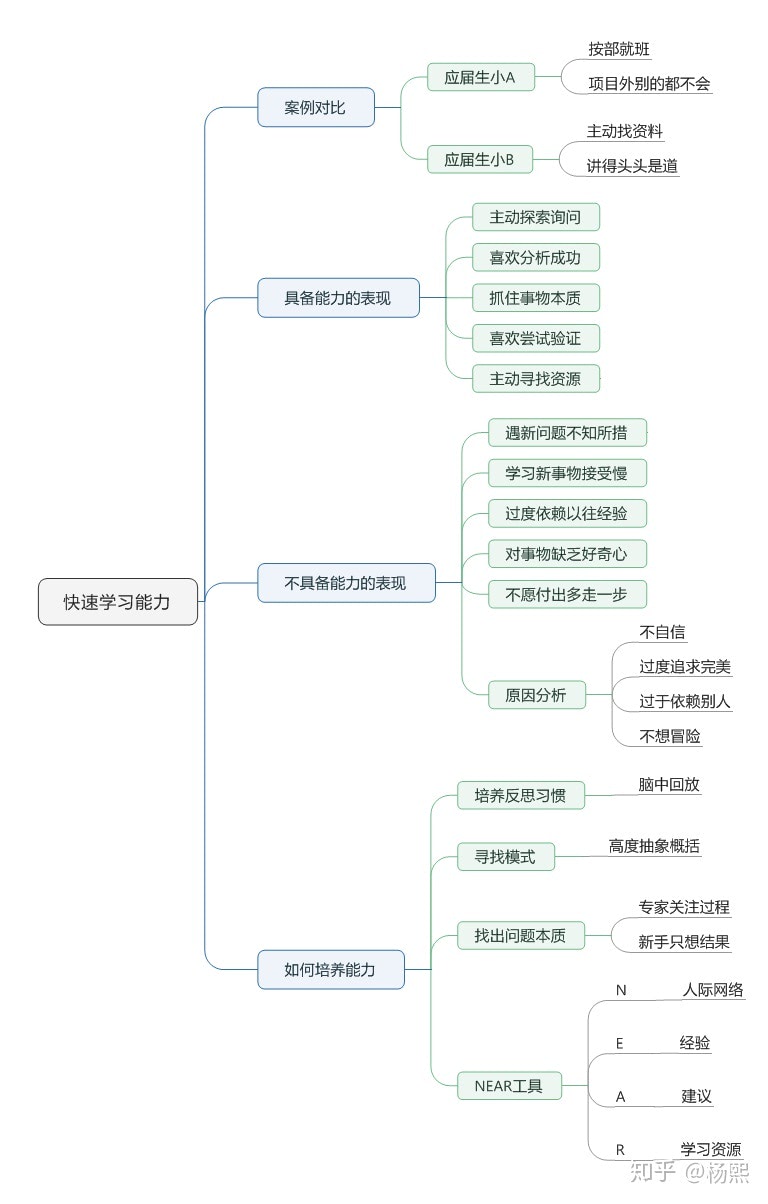 快速学习能力
案例对比
应届生小A
按部就班
项目外别的都不会
应届生小B
主动找资料
讲得头头是道
具备能力的表现
主动探索询问
喜欢分析成功
抓住事物本质
喜欢尝试验证
主动寻找资源
不具备能力的表现
遇新问题不知所措
学习新事物接受慢
过度依赖以往经验
对事物缺乏好奇心
不愿付出多走一步
原因分析
不自信
过度追求完美
过于依赖别人
不想冒险
如何培养能力
培养反思习惯
脑中回放
寻找模式
高度抽象概括
找出问题本质
专家关注过程
新手只想结果
NEAR工具
N 人际网络
E 经验
A 建议
R 学习资源
知乎 @杨熙